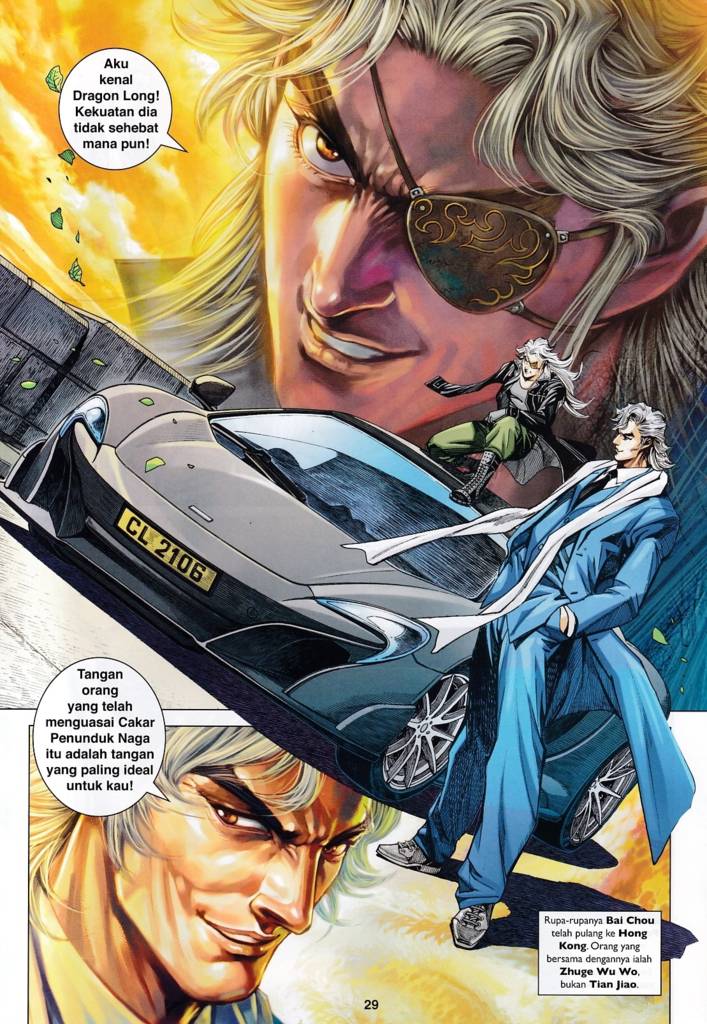 Aku
kenal
Dragon Long!
Kekuatan dia
tidak sehebat
mana pun!
CL 2106
Tangan
orang
yang telah
menguasai Cakar
Penunduk Naga
itu adalah tangan
yang paling ideal
untuk kau!
Rupa-rupanya Bai Chou
telah pulang ke Hong
Kong. Orang yang
bersama dengannya ialah
Zhuge Wu Wo,
bukan Tian Jiao.
29